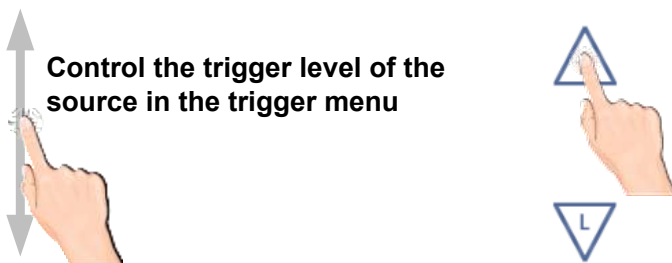 Control the trigger level of the
source in the trigger menu
L